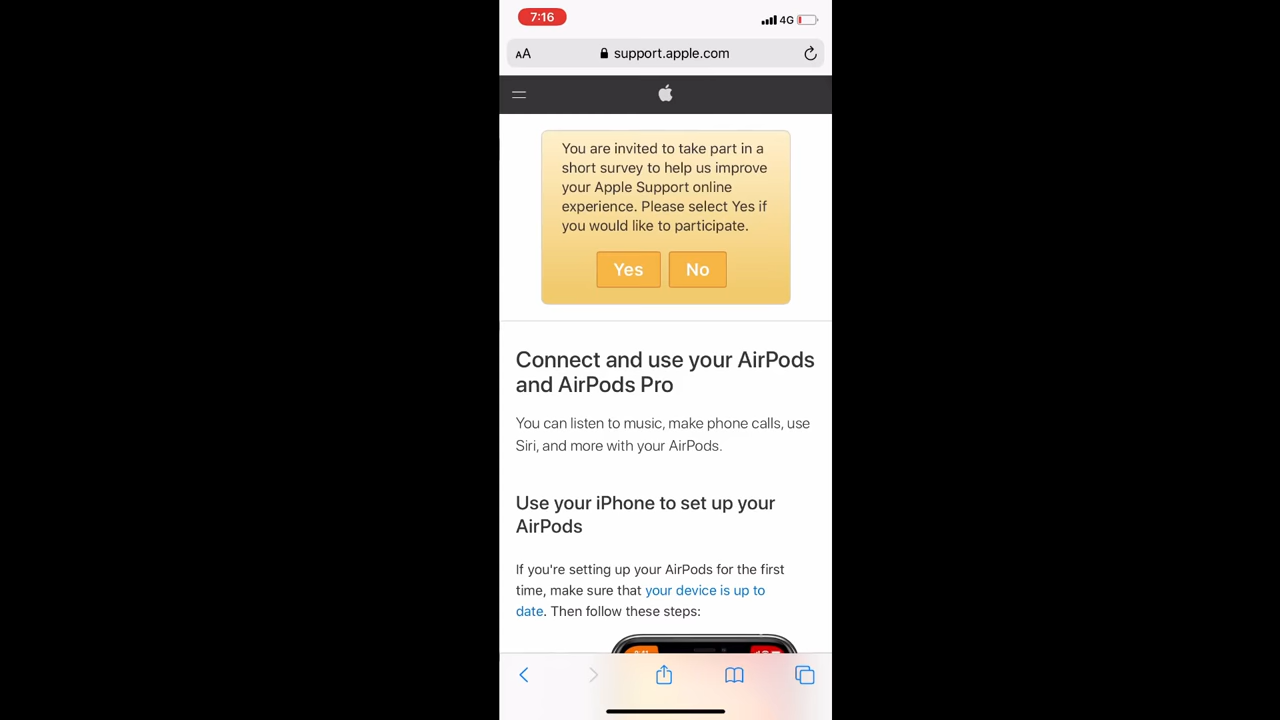 7:16
4G
AA
support.apple.com
You are invited to take part in a
short survey to help us improve
your Apple Support online
experience. Please select Yes if
you would like to participate.
Yes No
Connect and use your AirPods
and AirPods Pro
You can listen to music, make phone calls, use
Siri, and more with your AirPods.
Use your iPhone to set up your
AirPods
If you're setting up your AirPods for the first
time, make sure that your device is up to
date. Then follow these steps: